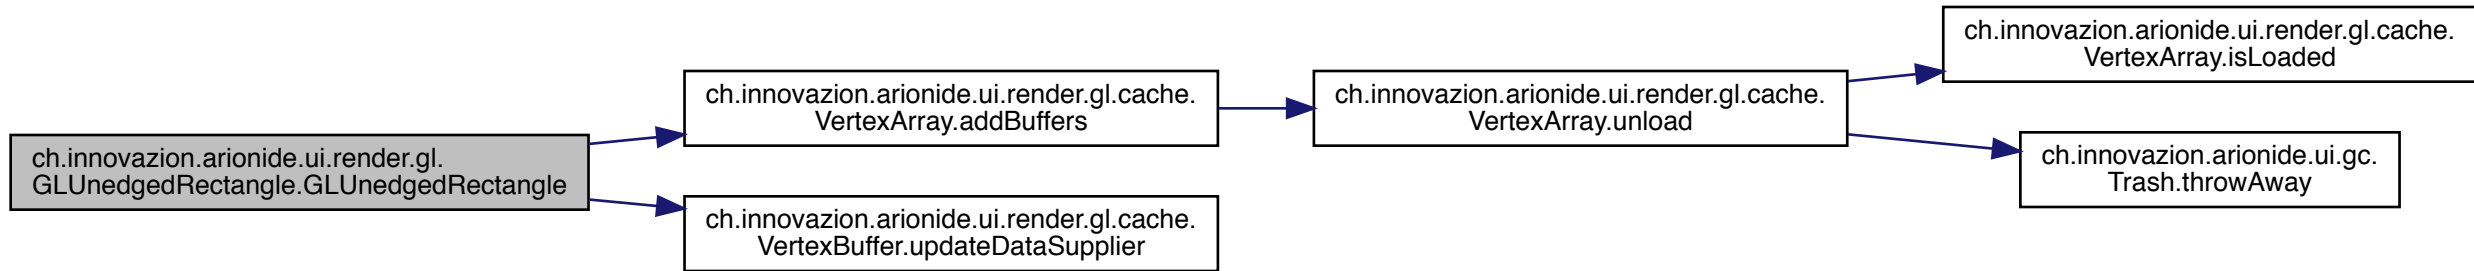 ch.innovazion.arionide.ui.render.gl.
GLUnedgedRectangle.GLUnedgedRectangle
ch.innovazion.arionide.ui.render.gl.cache.
VertexArray.addBuffers
ch.innovazion.arionide.ui.render.gl.cache.
VertexArray.unload
ch.innovazion.arionide.ui.render.gl.cache.
VertexArray.isLoaded
ch.innovazion.arionide.ui.gc.
Trash.throwAway
ch.innovazion.arionide.ui.render.gl.cache.
VertexBuffer.updateDataSupplier